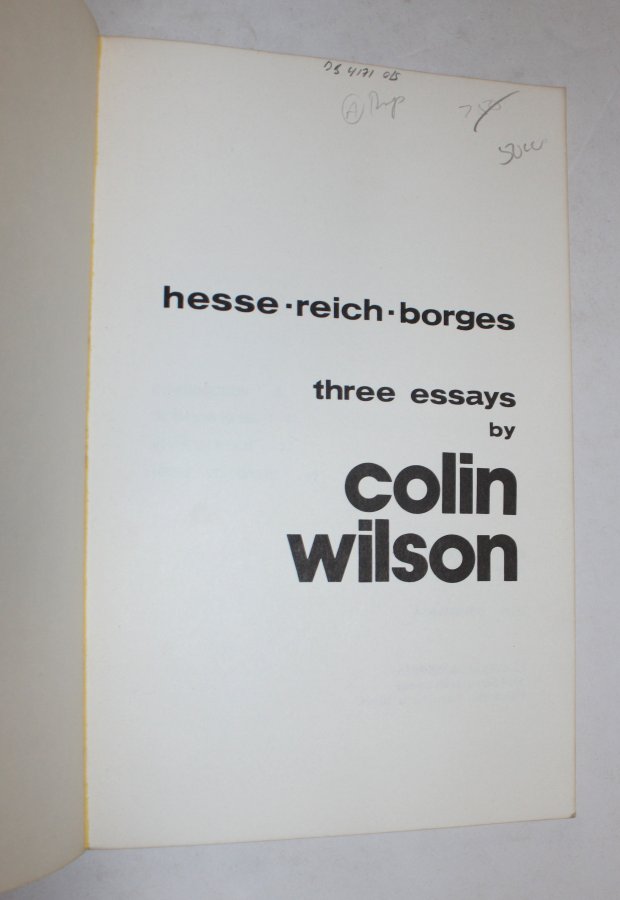 hesse·reich·borges
three essays
by
colin
wilson